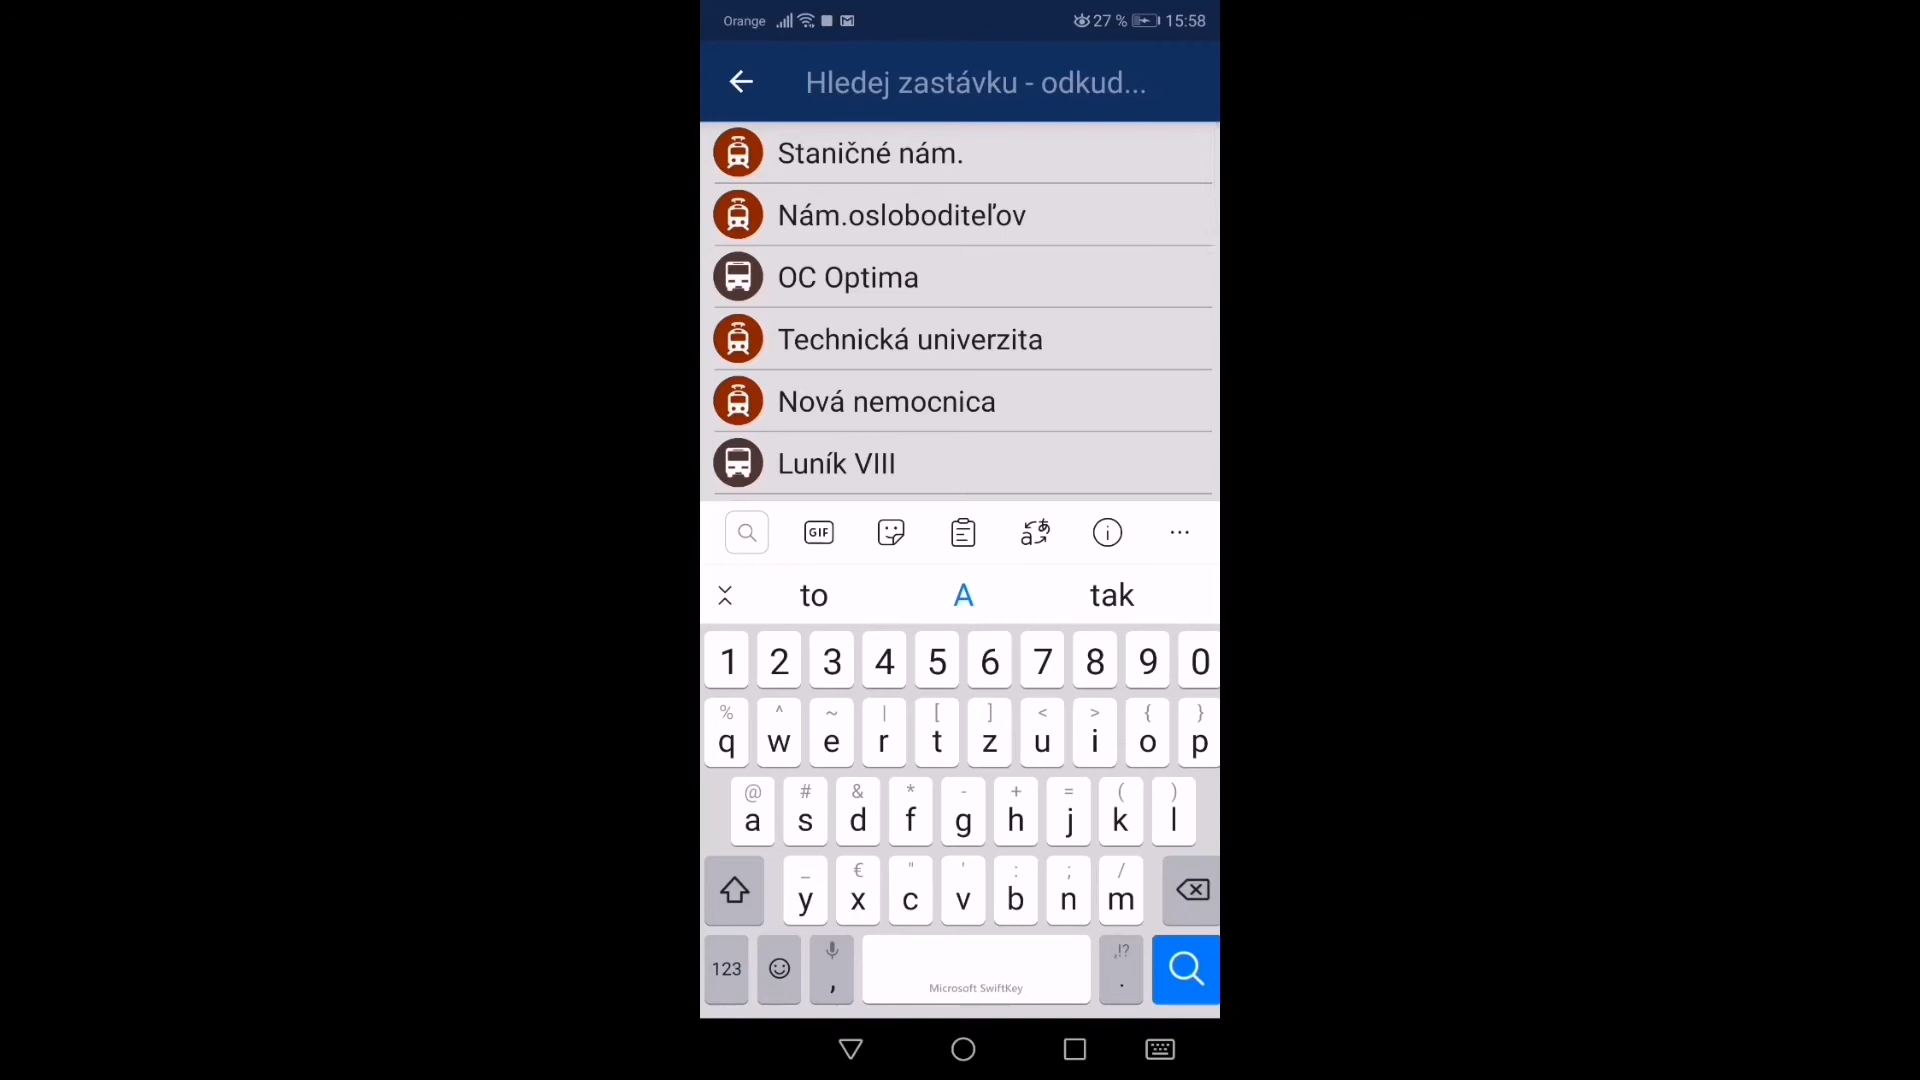 Orange 27 % 15:58
Hledej zastávku - odkud...
Staničné nám.
Nám.osloboditeľov
OC Optima
Technická univerzita
Nová nemocnica
Luník VIII
GIF
to A tak
1 2 3 4 5 6 7 8 9 0
% ^ ~ | [ ] < > { }
q w e r t z u i o p
@ # & * - + = ( )
a s d f g h j k l
_ € " ' : ; /
y x c v b n m
123 , Microsoft SwiftKey ,!? .